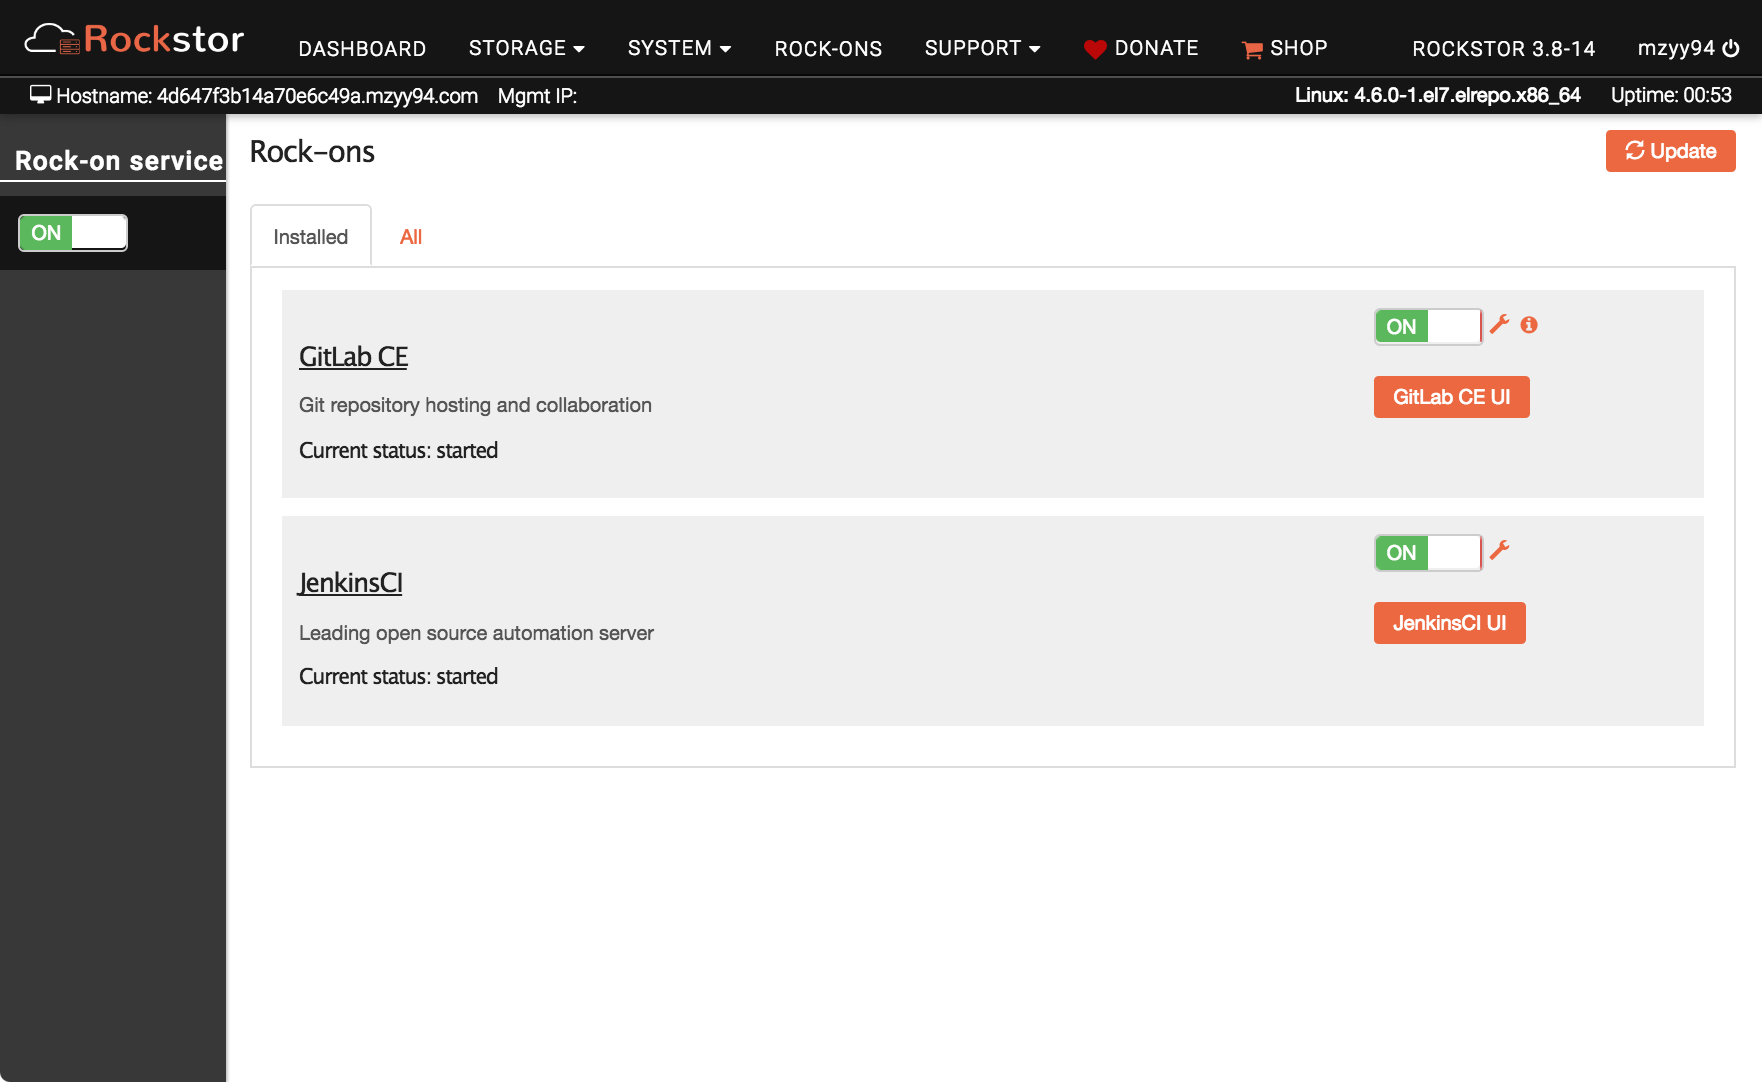 Rockstor DASHBOARD STORAGE SYSTEM ROCK-ONS SUPPORT DONATE SHOP ROCKSTOR 3.8-14 mzyy94
Hostname: 4d647f3b14a70e6c49a.mzyy94.com Mgmt IP: Linux: 4.6.0-1.el7.elrepo.x86_64 Uptime: 00:53
Rock-on service
ON
Rock-ons
Update
Installed All
GitLab CE
Git repository hosting and collaboration
Current status: started
ON
GitLab CE UI
JenkinsCI
Leading open source automation server
Current status: started
ON
JenkinsCI UI